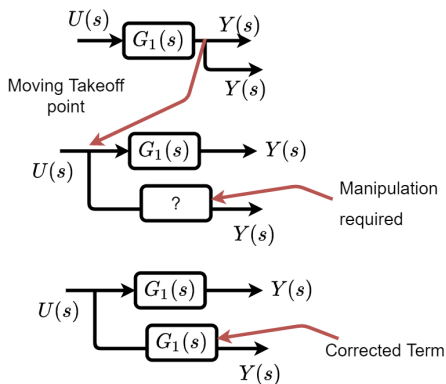 U(s)
G₁(s)
Y(s)
Y(s)
Moving Takeoff
point
U(s)
G₁(s)
Y(s)
?
Y(s)
Manipulation
required
U(s)
G₁(s)
Y(s)
G₁(s)
Y(s)
Corrected Term